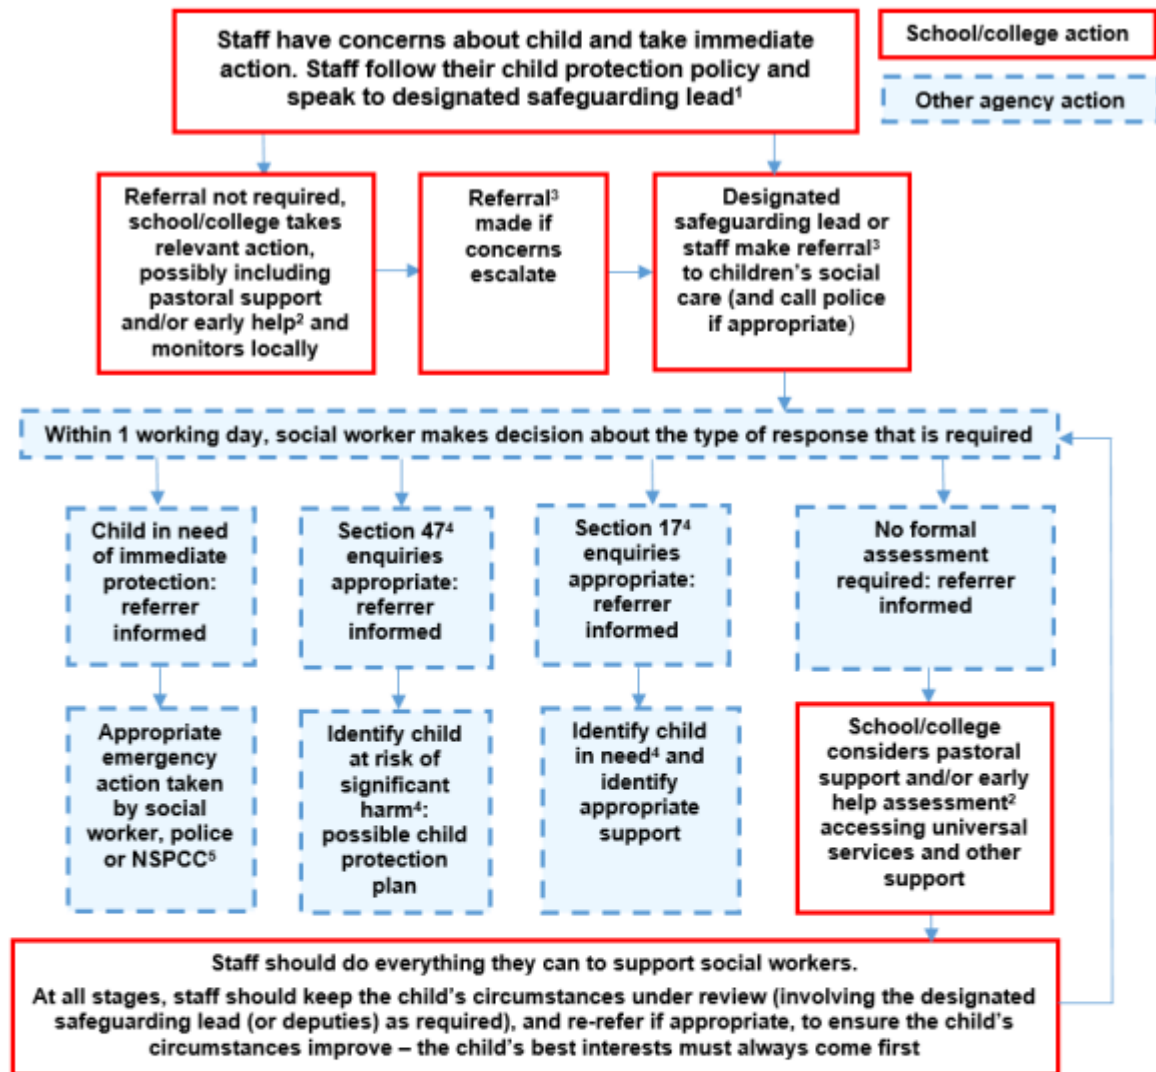 Staff have concerns about child and take immediate
action. Staff follow their child protection policy and
speak to designated safeguarding lead¹
School/college action
Other agency action
Referral not required,
school/college takes
relevant action,
possibly including
pastoral support
and/or early help² and
monitors locally
Referral³
made if
concerns
escalate
Designated
safeguarding lead or
staff make referral³
to children's social
care (and call police
if appropriate)
Within 1 working day, social worker makes decision about the type of response that is required
Child in need
of immediate
protection:
referrer
informed
Section 47⁴
enquiries
appropriate:
referrer
informed
Section 17⁴
enquiries
appropriate:
referrer
informed
No formal
assessment
required: referrer
informed
Appropriate
emergency
action taken
by social
worker, police
or NSPCC⁵
Identify child
at risk of
significant
harm⁴:
possible child
protection
plan
Identify child
in need⁴ and
identify
appropriate
support
School/college
considers pastoral
support and/or early
help assessment²
accessing universal
services and other
support
Staff should do everything they can to support social workers.
At all stages, staff should keep the child's circumstances under review (involving the designated
safeguarding lead (or deputies) as required), and re-refer if appropriate, to ensure the child's
circumstances improve – the child's best interests must always come first